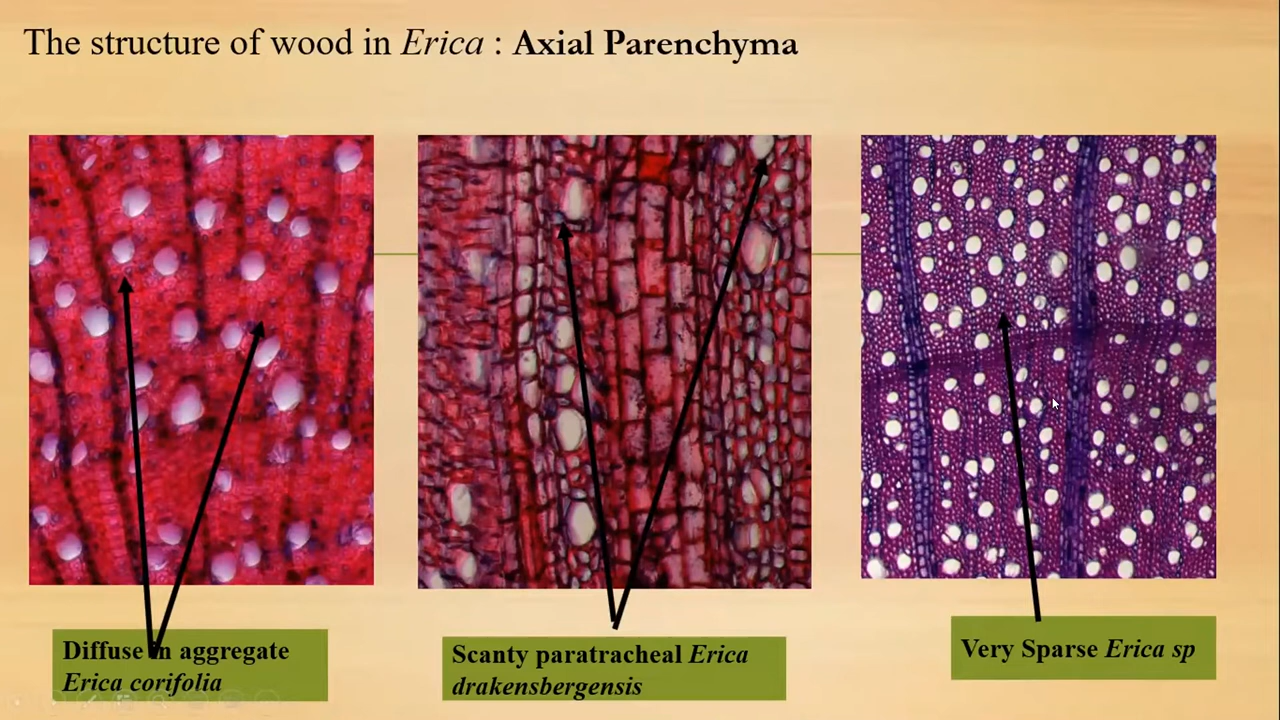 The structure of wood in Erica : Axial Parenchyma
Diffuse in aggregate
Erica corifolia
Scanty paratracheal Erica
drakensbergensis
Very Sparse Erica sp